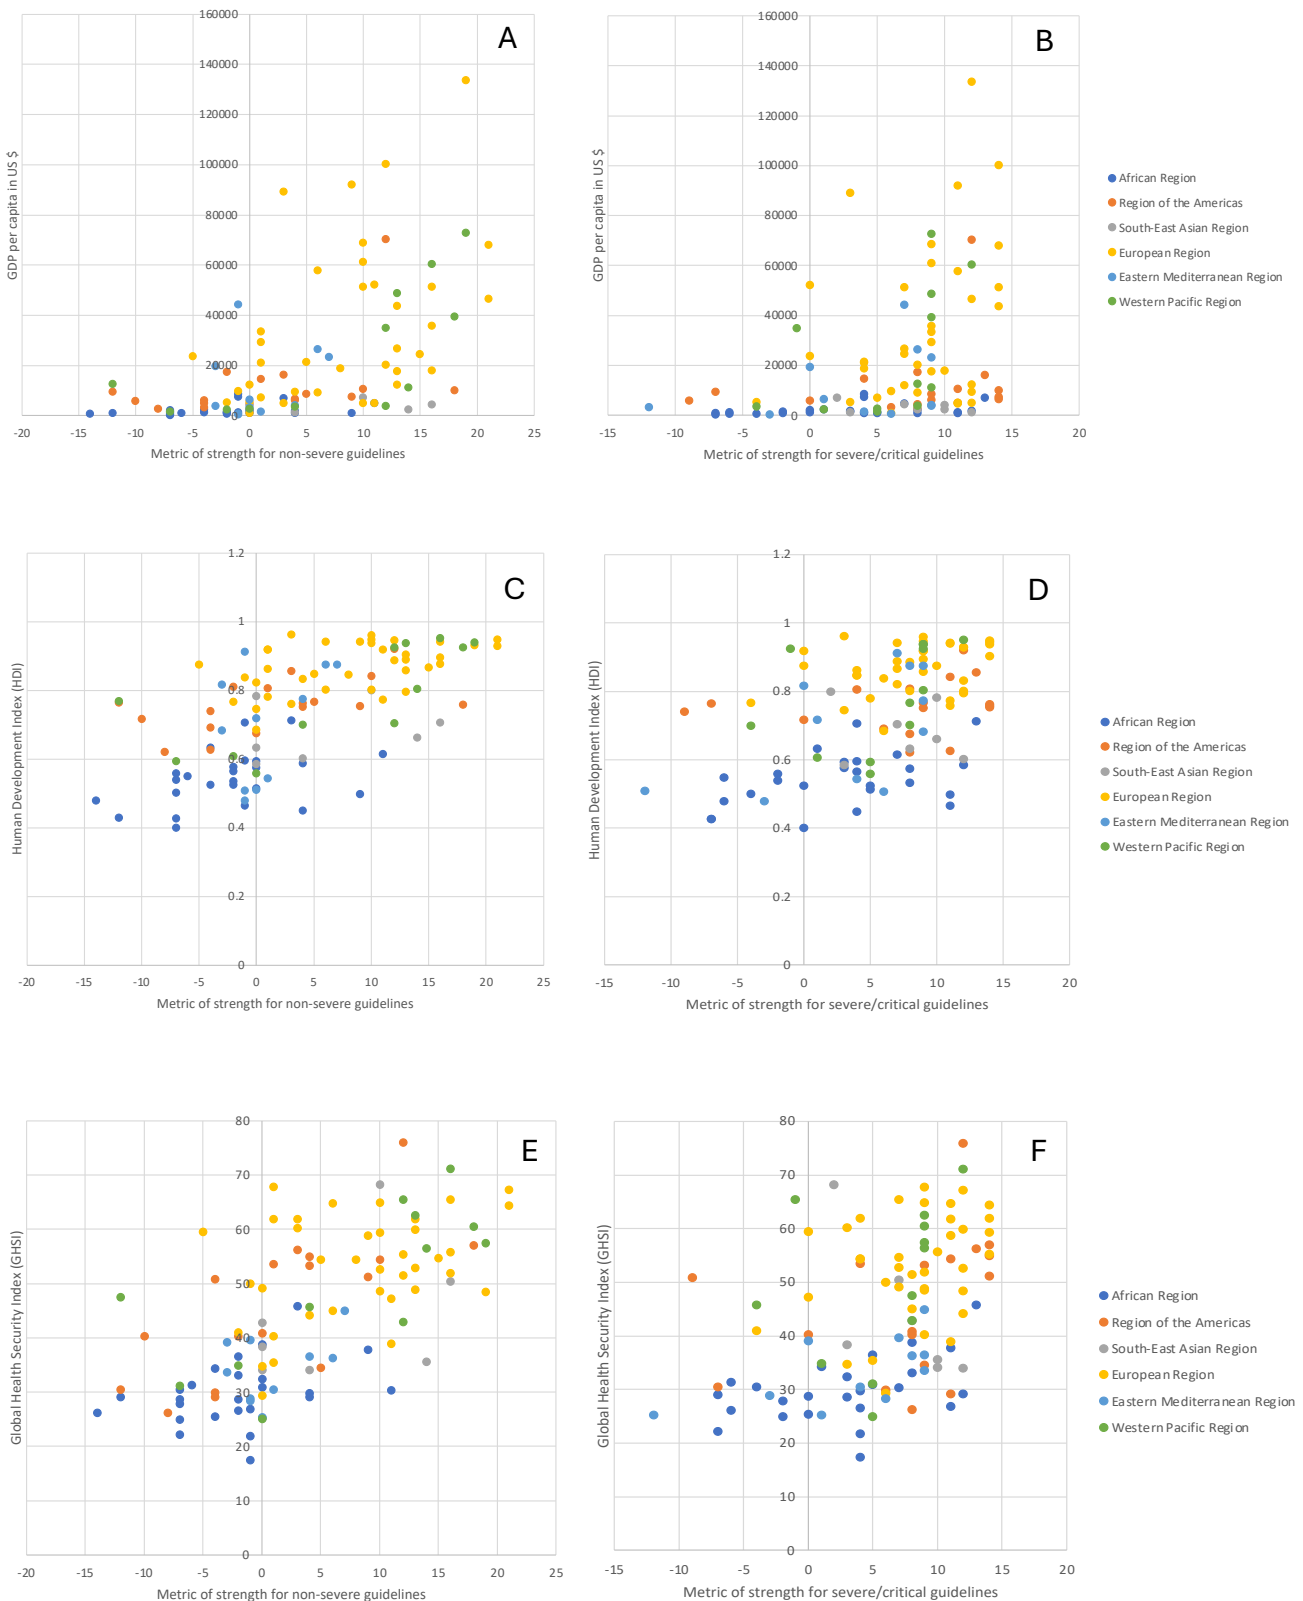 A
GDP per capita in US $
160000
140000
120000
100000
80000
60000
40000
20000
0
-20 -15 -10 -5 0 5 10 15 20 25
Metric of strength for non-severe guidelines
B
GDP per capita in US $
160000
140000
120000
100000
80000
60000
40000
20000
0
-15 -10 -5 0 5 10 15 20
Metric of strength for severe/critical guidelines
African Region
Region of the Americas
South-East Asian Region
European Region
Eastern Mediterranean Region
Western Pacific Region
C
Human Development Index (HDI)
1.2
1
0.8
0.6
0.4
0.2
0
-20 -15 -10 -5 0 5 10 15 20 25
Metric of strength for non-severe guidelines
D
Human Development Index (HDI)
1.2
1
0.8
0.6
0.4
0.2
0
-15 -10 -5 0 5 10 15 20
Metric of strength for severe/critical guidelines
African Region
Region of the Americas
South-East Asian Region
European Region
Eastern Mediterranean Region
Western Pacific Region
E
Global Health Security Index (GHSI)
80
70
60
50
40
30
20
10
0
-20 -15 -10 -5 0 5 10 15 20 25
Metric of strength for non-severe guidelines
F
Global Health Security Index (GHSI)
80
70
60
50
40
30
20
10
0
-15 -10 -5 0 5 10 15 20
Metric of strength for severe/critical guidelines
African Region
Region of the Americas
South-East Asian Region
European Region
Eastern Mediterranean Region
Western Pacific Region